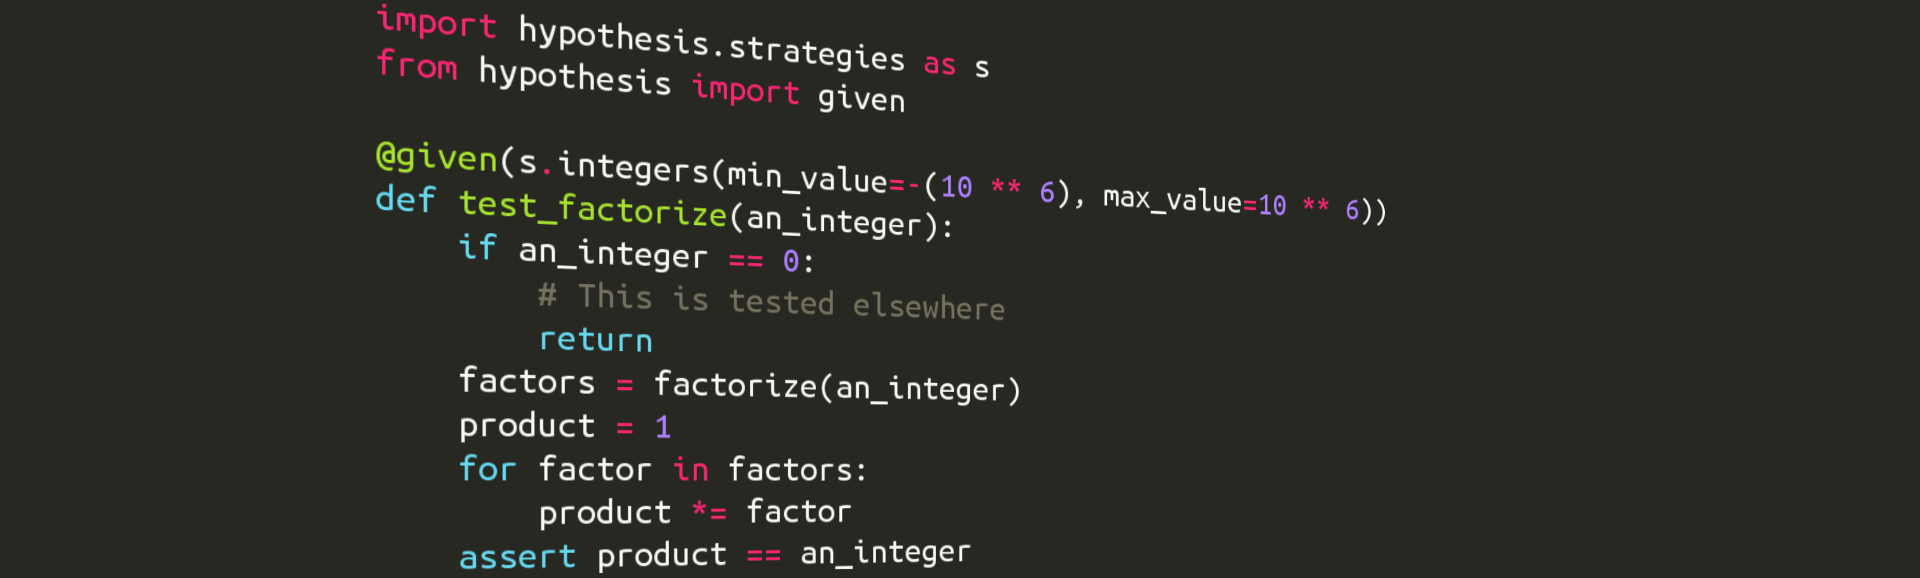 import hypothesis.strategies as s
from hypothesis import given

@given(s.integers(min_value=-(10 ** 6), max_value=10 ** 6))
def test_factorize(an_integer):
    if an_integer == 0:
        # This is tested elsewhere
        return
    factors = factorize(an_integer)
    product = 1
    for factor in factors:
        product *= factor
    assert product == an_integer